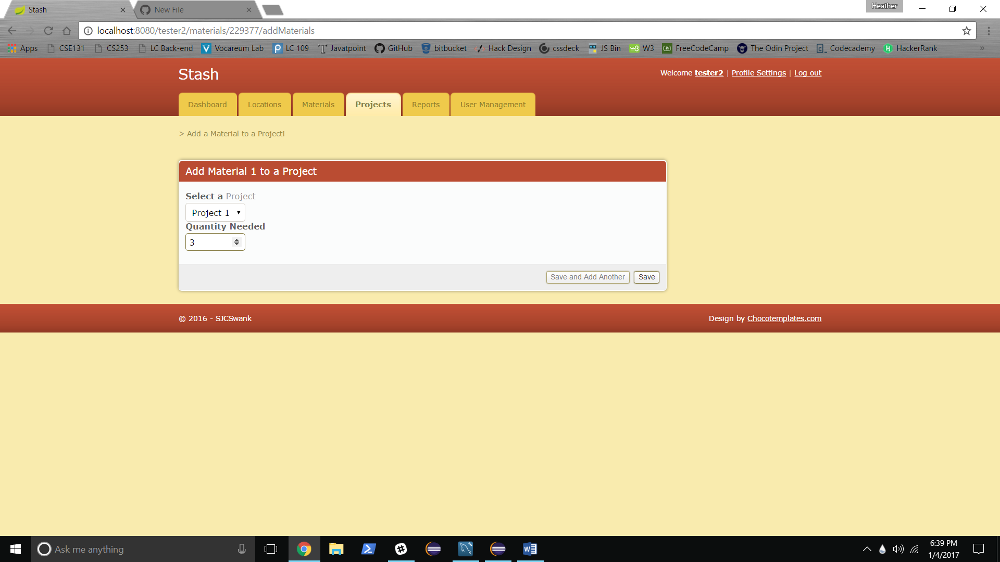 Stash
New File
Heather
localhost:8080/tester2/materials/229377/addMaterials
Apps CSE131 CS253 LC Back-end Vocareum Lab LC 109 Javatpoint GitHub bitbucket Hack Design cssdeck JS Bin W3 FreeCodeCamp The Odin Project Codecademy HackerRank »
Stash
Welcome tester2 | Profile Settings | Log out
Dashboard Locations Materials Projects Reports User Management
> Add a Material to a Project!
Add Material 1 to a Project
Select a Project
Project 1
Quantity Needed
3
Save and Add Another Save
© 2016 - SJCSwank
Design by Chocotemplates.com
Ask me anything
6:39 PM
1/4/2017